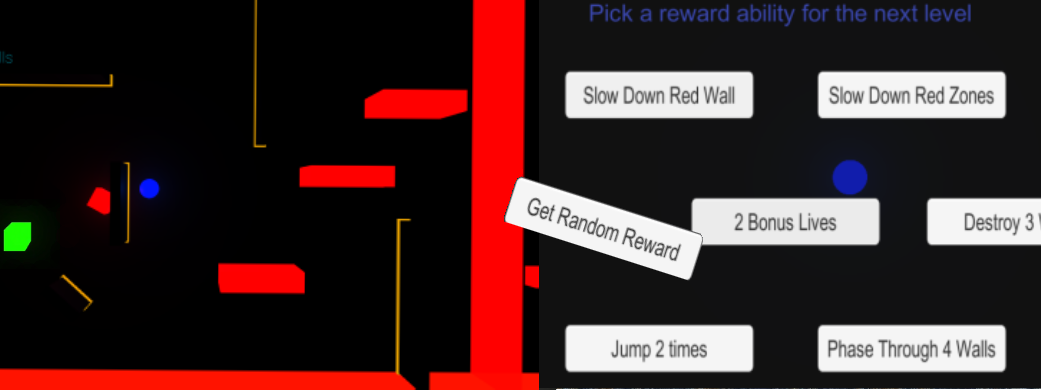 Pick a reward ability for the next level
lls
Slow Down Red Wall
Slow Down Red Zones
Get Random Reward
2 Bonus Lives
Destroy 3
Jump 2 times
Phase Through 4 Walls